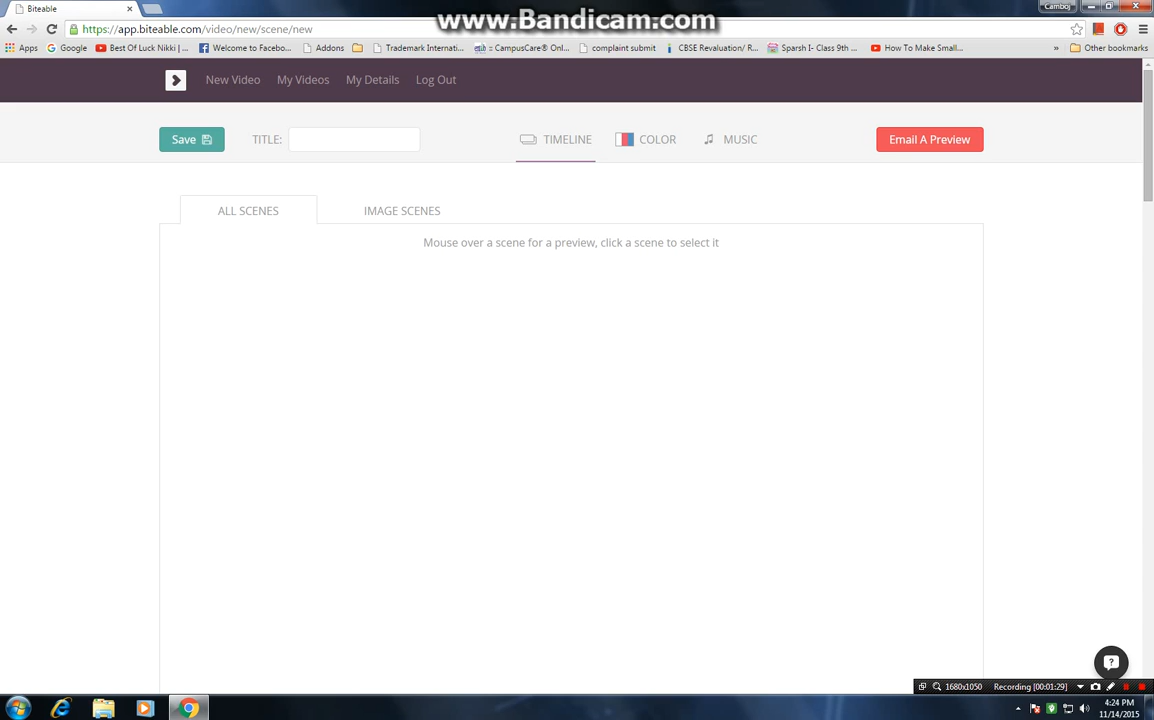 Biteable
www.Bandicam.com
Camboj
https://app.biteable.com/video/new/scene/new
Apps Google Best Of Luck Nikki |... Welcome to Facebo... Addons Trademark Internati... :: CampusCare® Onl... complaint submit CBSE Revaluation/ R... Sparsh I- Class 9th ... How To Make Small... » Other bookmarks
New Video My Videos My Details Log Out
Save TITLE: TIMELINE COLOR MUSIC Email A Preview
ALL SCENES IMAGE SCENES
Mouse over a scene for a preview, click a scene to select it
1680x1050 Recording [00:01:29]
4:24 PM
11/14/2015